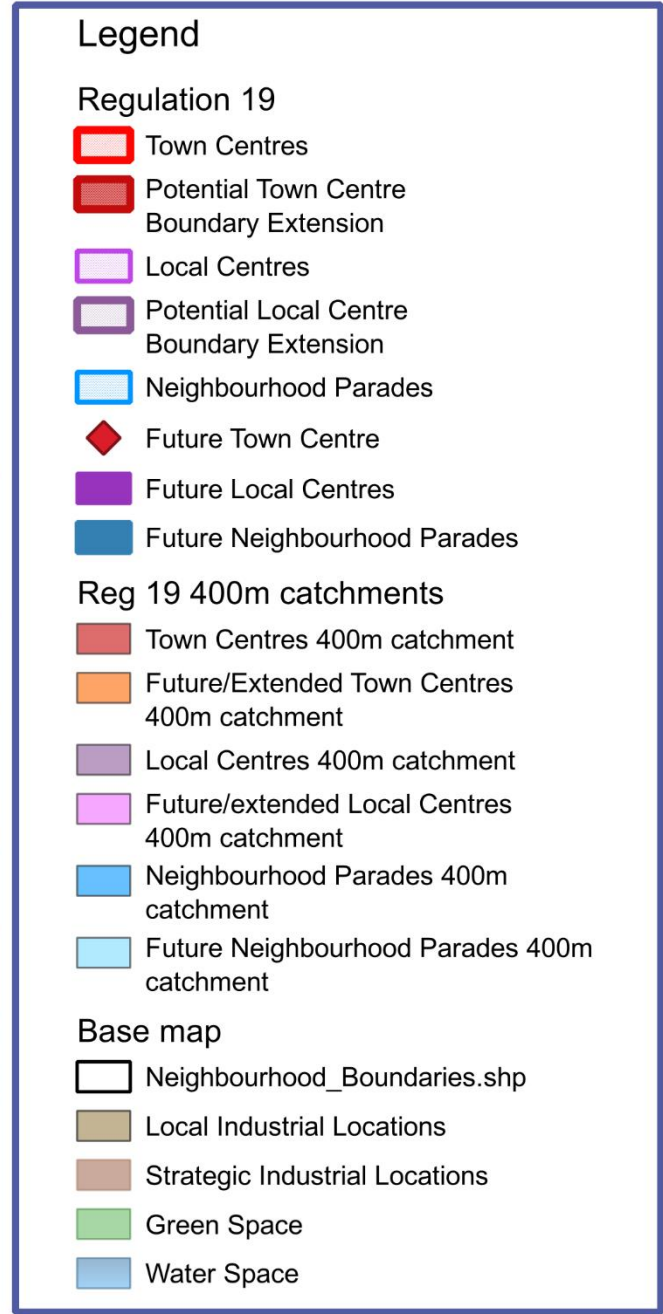 Legend
Regulation 19
Town Centres
Potential Town Centre
Boundary Extension
Local Centres
Potential Local Centre
Boundary Extension
Neighbourhood Parades
Future Town Centre
Future Local Centres
Future Neighbourhood Parades
Reg 19 400m catchments
Town Centres 400m catchment
Future/Extended Town Centres
400m catchment
Local Centres 400m catchment
Future/extended Local Centres
400m catchment
Neighbourhood Parades 400m
catchment
Future Neighbourhood Parades 400m
catchment
Base map
Neighbourhood_Boundaries.shp
Local Industrial Locations
Strategic Industrial Locations
Green Space
Water Space